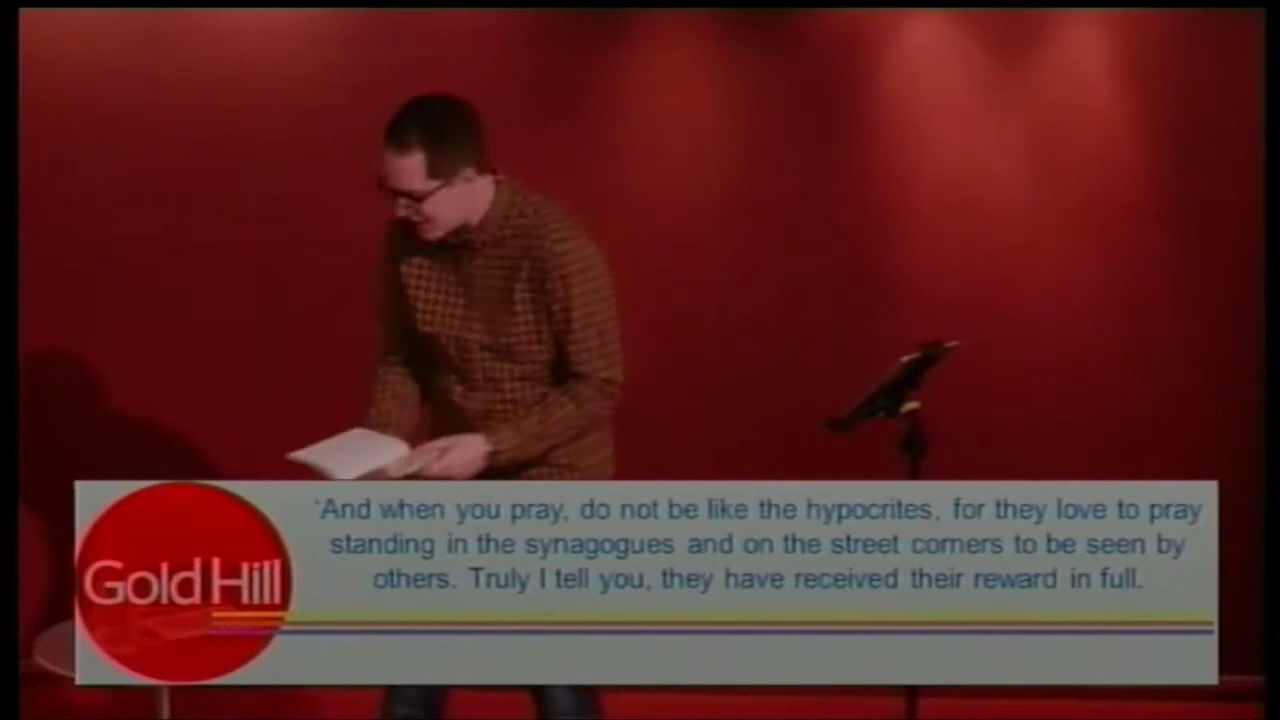 'And when you pray, do not be like the hypocrites, for they love to pray
standing in the synagogues and on the street corners to be seen by
others. Truly I tell you, they have received their reward in full.
Gold Hill